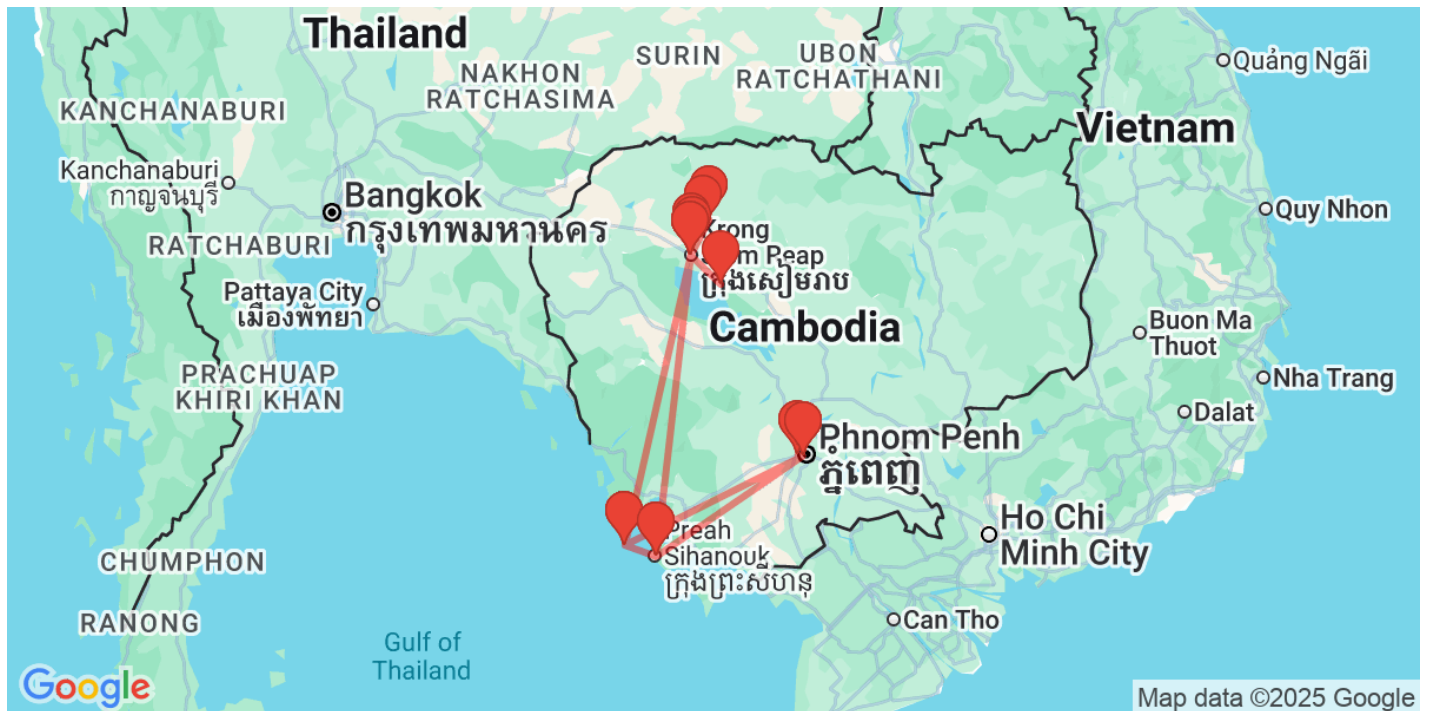 Thailand
SURIN
UBON
RATCHATHANI
Quảng Ngãi
NAKHON
RATCHASIMA
KANCHANABURI
Vietnam
Kanchanaburi
กาญจนบุรี
Bangkok
กรุงเทพมหานคร
Quy Nhon
RATCHABURI
Krong
Siem Reap
ក្រុងសៀមរាប
Pattaya City
เมืองพัทยา
Cambodia
Buon Ma
Thuot
PRACHUAP
KHIRI KHAN
Nha Trang
Dalat
Phnom Penh
ភ្នំពេញ
Preah
Sihanouk
ក្រុងព្រះសីហនុ
Ho Chi
Minh City
CHUMPHON
RANONG
Can Tho
Gulf of
Thailand
Google
Map data ©2025 Google